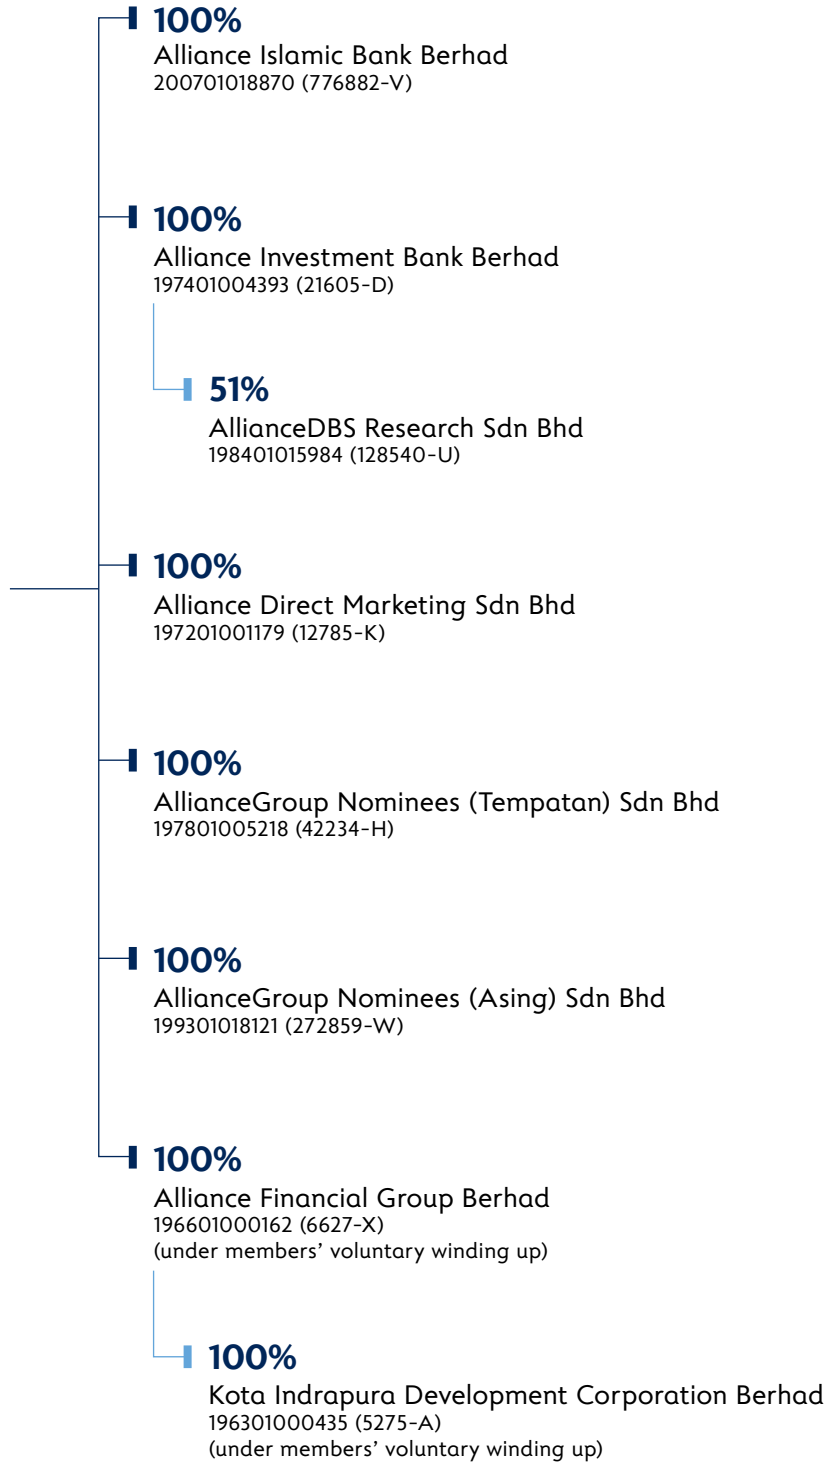 100%
Alliance Islamic Bank Berhad
200701018870 (776882-V)
100%
Alliance Investment Bank Berhad
197401004393 (21605-D)
51%
AllianceDBS Research Sdn Bhd
198401015984 (128540-U)
100%
Alliance Direct Marketing Sdn Bhd
197201001179 (12785-K)
100%
AllianceGroup Nominees (Tempatan) Sdn Bhd
197801005218 (42234-H)
100%
AllianceGroup Nominees (Asing) Sdn Bhd
199301018121 (272859-W)
100%
Alliance Financial Group Berhad
196601000162 (6627-X)
(under members’ voluntary winding up)
100%
Kota Indrapura Development Corporation Berhad
196301000435 (5275-A)
(under members’ voluntary winding up)